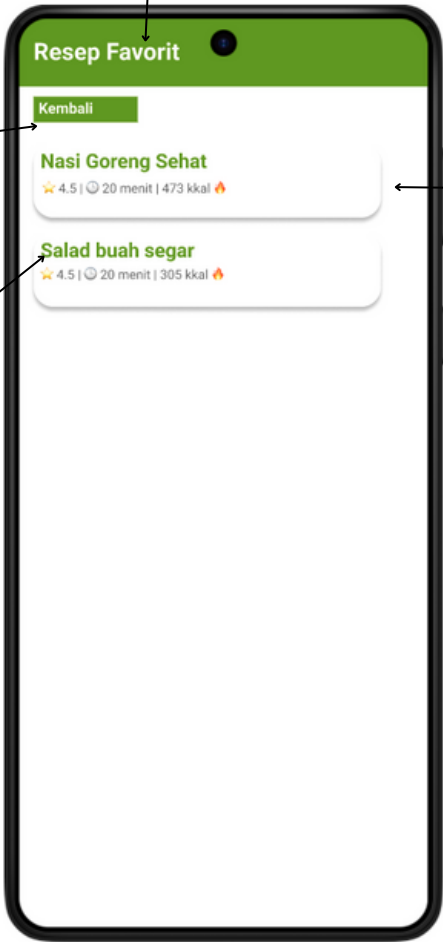 Resep Favorit
Kembali
Nasi Goreng Sehat
⭐ 4.5 | 🕒 20 menit | 473 kkal 🔥
Salad buah segar
⭐ 4.5 | 🕒 20 menit | 305 kkal 🔥